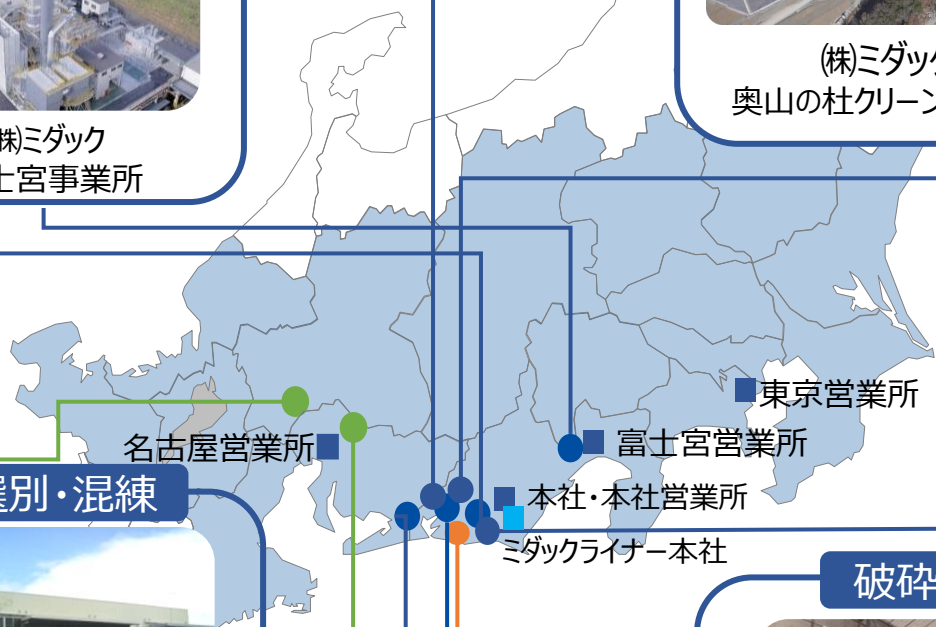 ㈱ミダック
奥山の杜クリーン
㈱ミダック
士宮事業所
東京営業所
名古屋営業所
富士宮営業所
選別・混練
本社・本社営業所
ミダックライナー本社
破砕